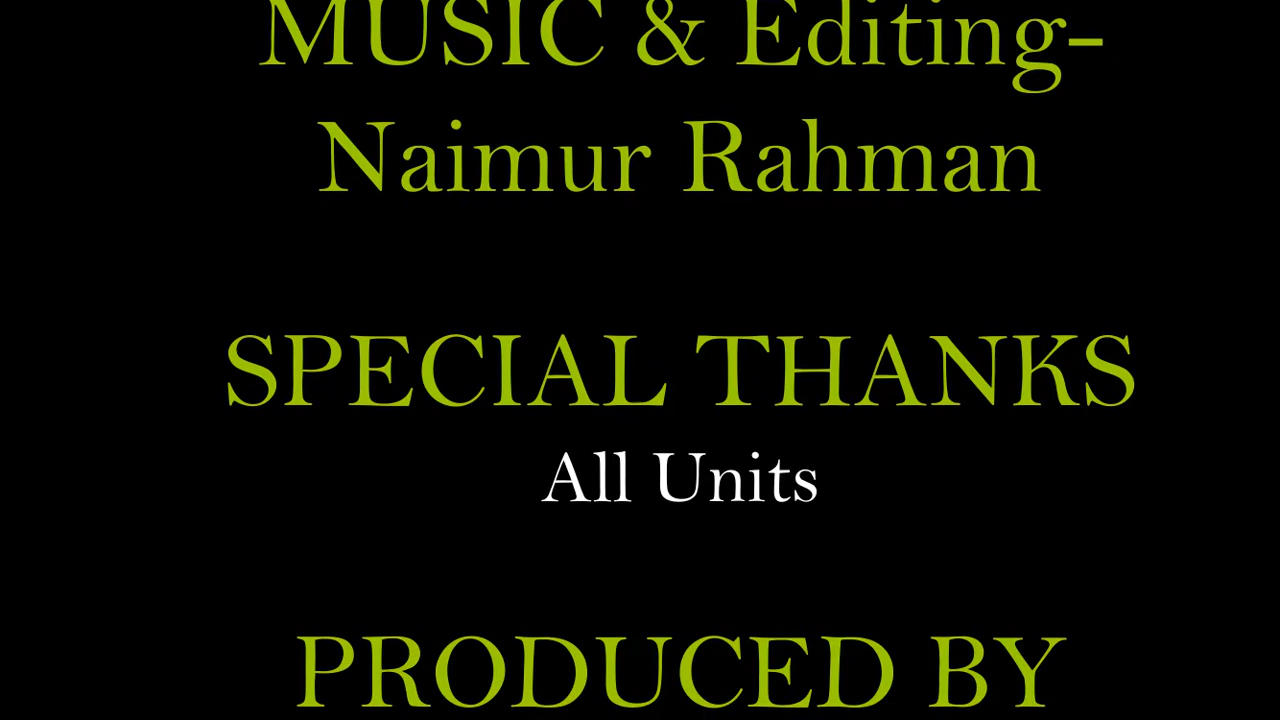 MUSIC & Editing-
Naimur Rahman
SPECIAL THANKS
All Units
PRODUCED BY